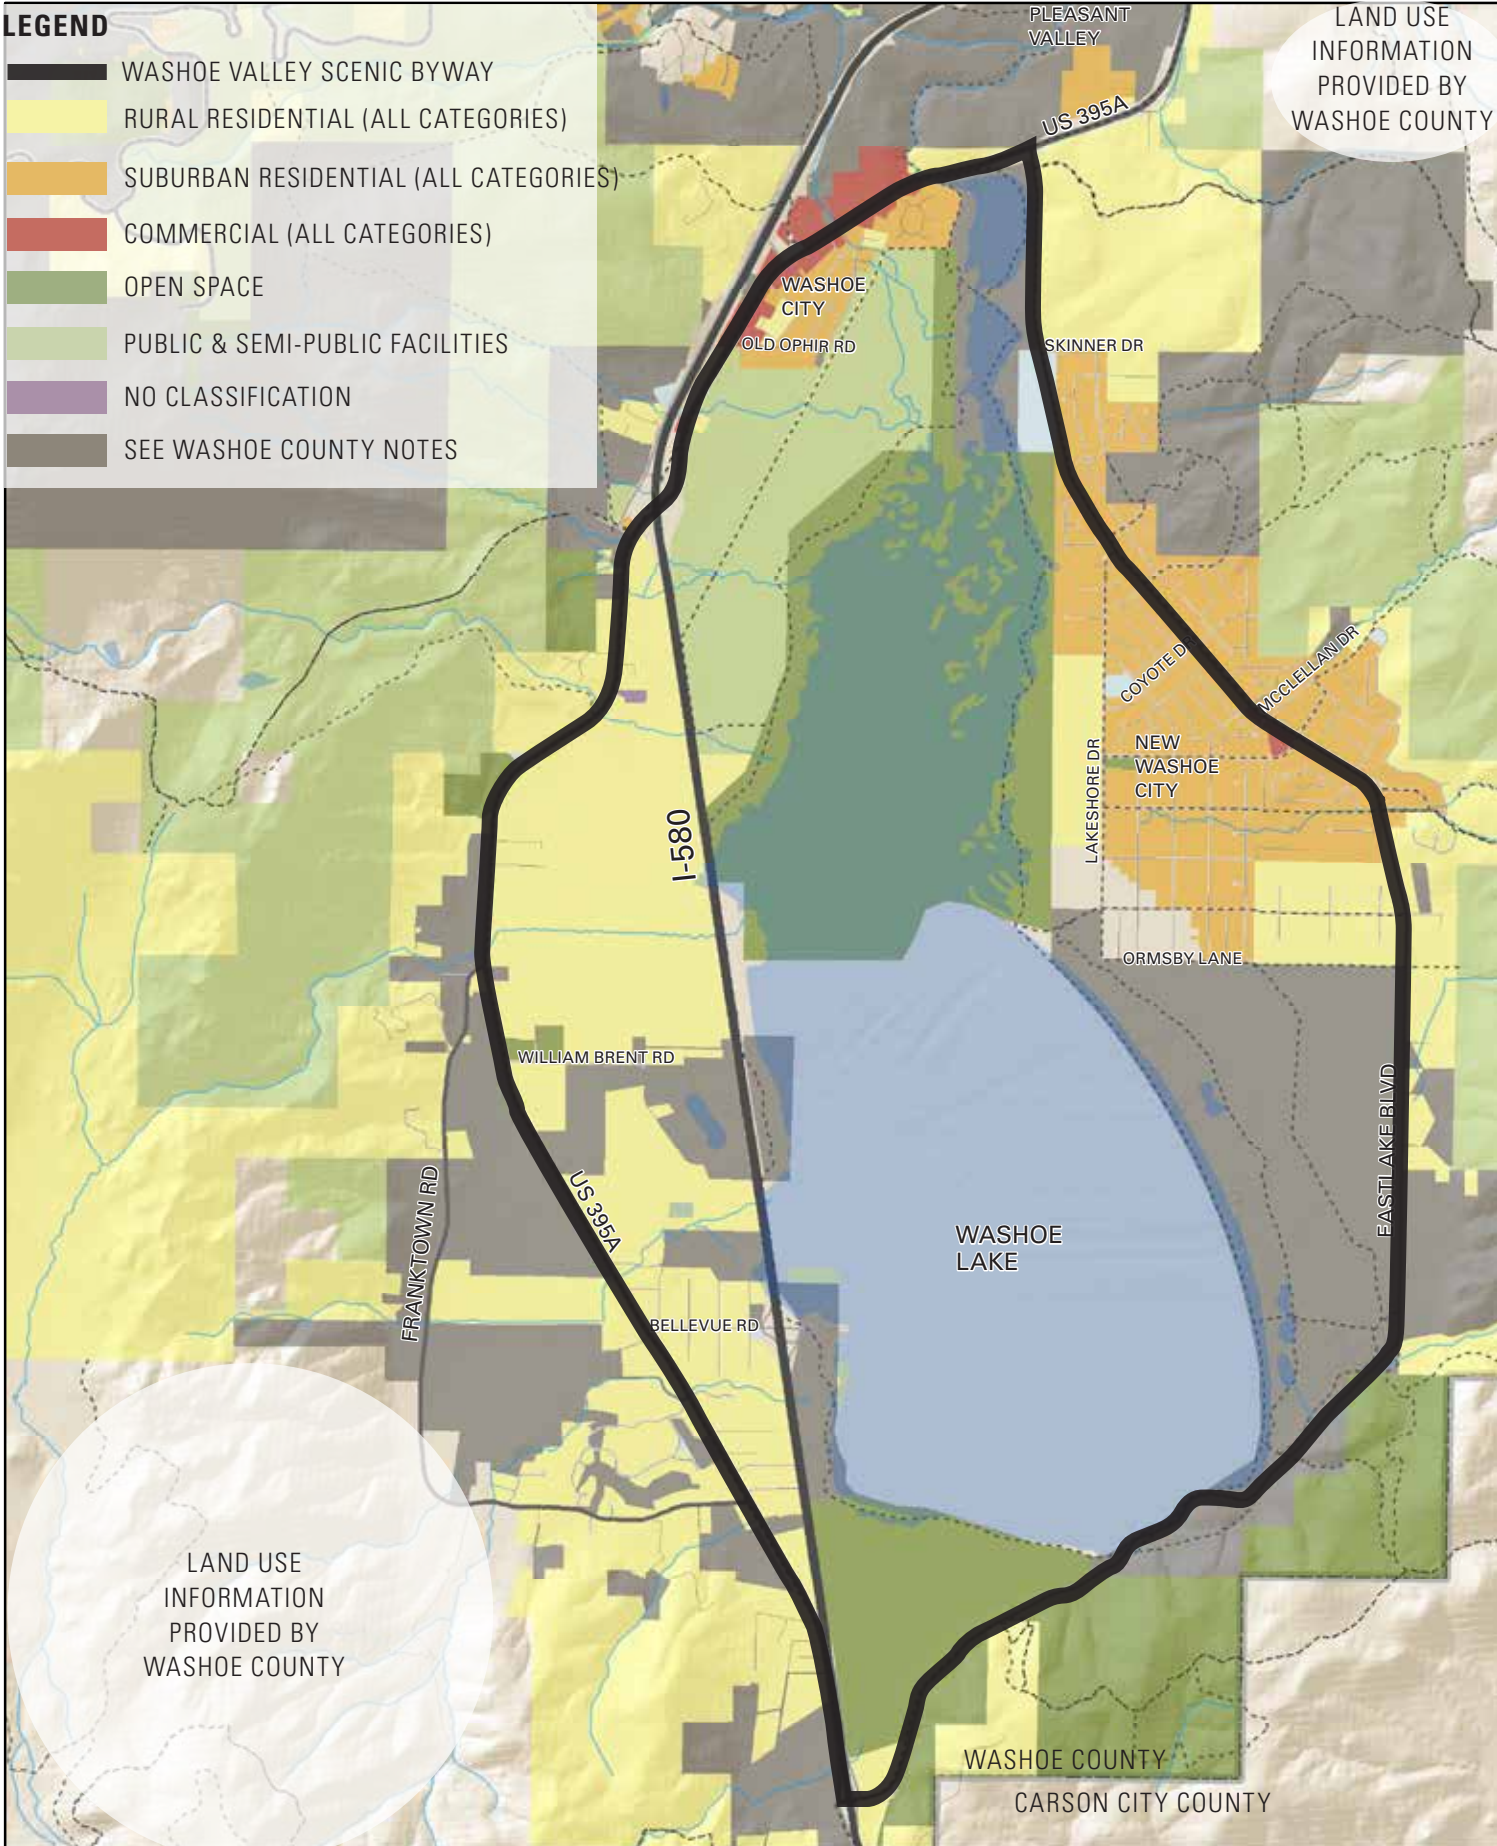 LEGEND
WASHOE VALLEY SCENIC BYWAY
RURAL RESIDENTIAL (ALL CATEGORIES)
SUBURBAN RESIDENTIAL (ALL CATEGORIES)
COMMERCIAL (ALL CATEGORIES)
OPEN SPACE
PUBLIC & SEMI-PUBLIC FACILITIES
NO CLASSIFICATION
SEE WASHOE COUNTY NOTES
PLEASANT
VALLEY
LAND USE
INFORMATION
PROVIDED BY
WASHOE COUNTY
US 395A
WASHOE
CITY
OLD OPHIR RD
SKINNER DR
COYOTE DR
MCCLELLAN DR
NEW
WASHOE
CITY
LAKESHORE DR
I-580
ORMSBY LANE
WILLIAM BRENT RD
EASTLAKE BLVD
FRANKTOWN RD
US 395A
WASHOE
LAKE
BELLEVUE RD
LAND USE
INFORMATION
PROVIDED BY
WASHOE COUNTY
WASHOE COUNTY
CARSON CITY COUNTY